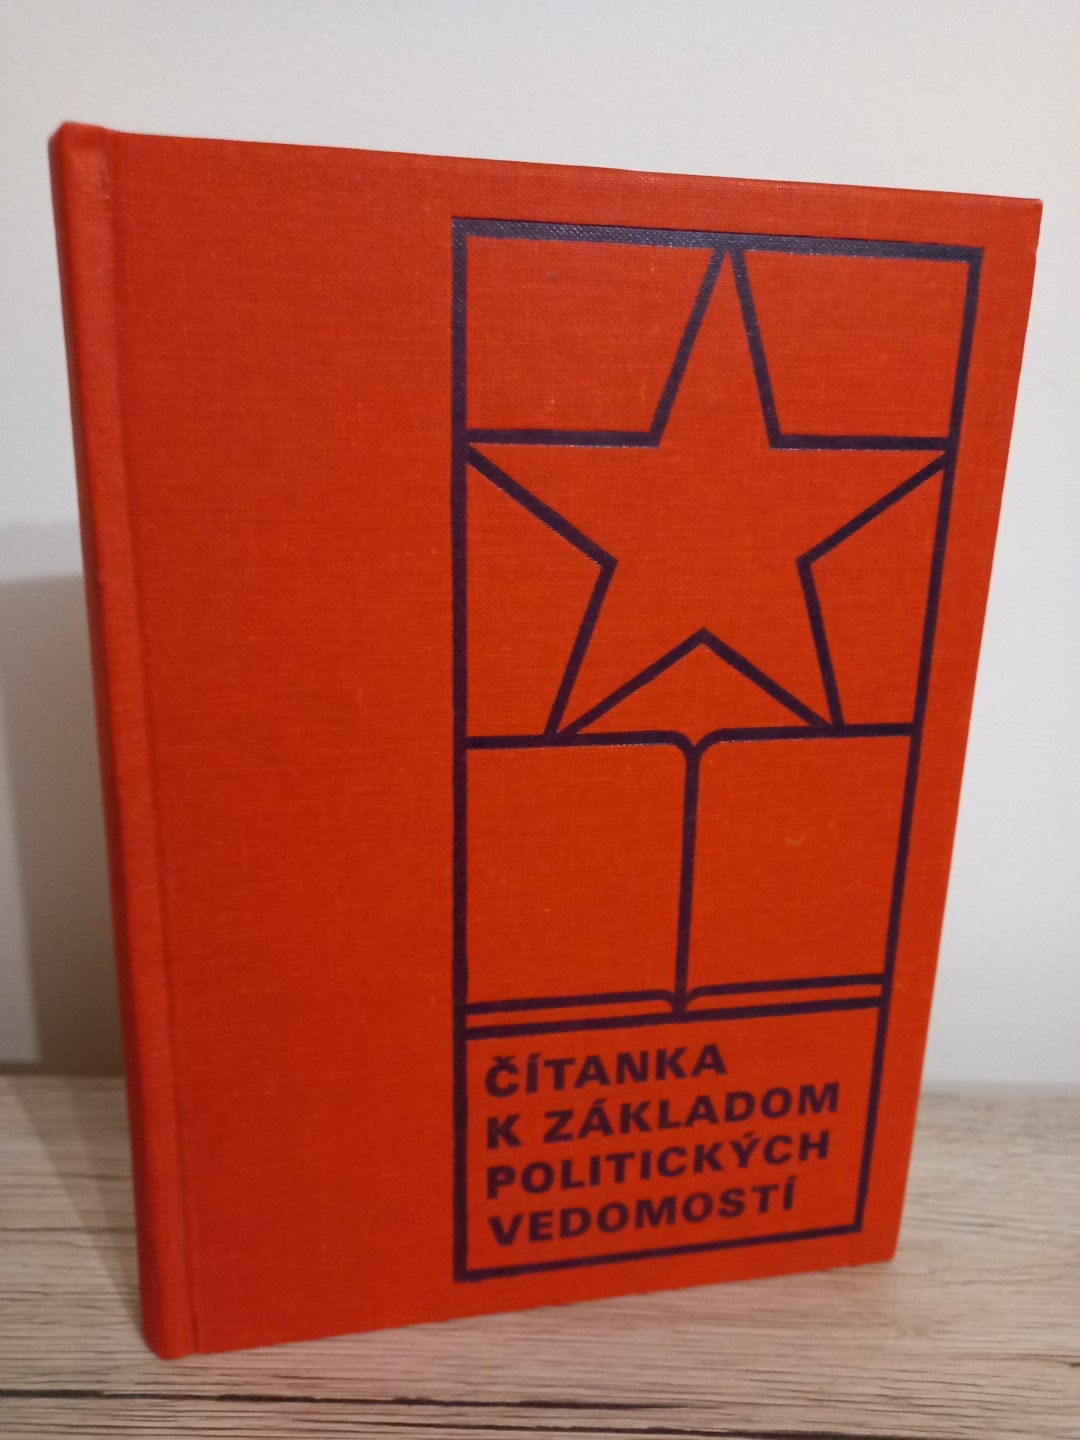 ČÍTANKA
K ZÁKLADOM
POLITICKÝCH
VEDOMOSTÍ